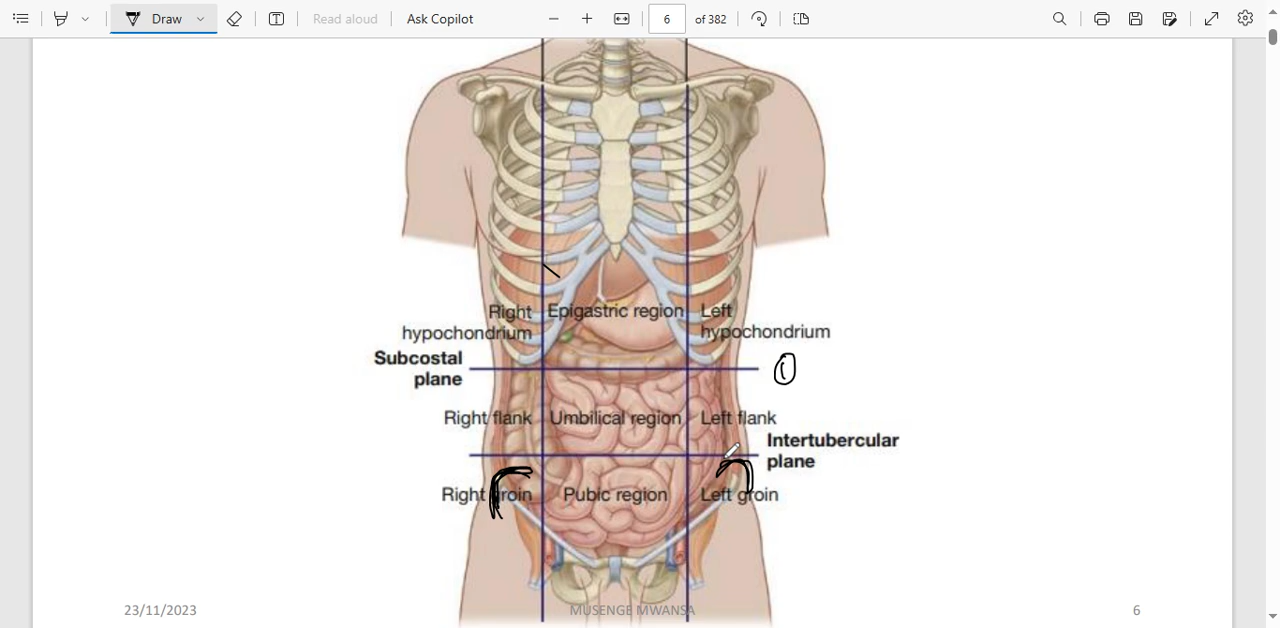 Draw
Read aloud
Ask Copilot
6
of 382
Right
hypochondrium
Epigastric region
Left
hypochondrium
Subcostal
plane
Right flank
Umbilical region
Left flank
Intertubercular
plane
Right groin
Pubic region
Left groin
23/11/2023
MUSENGE MWANSA
6